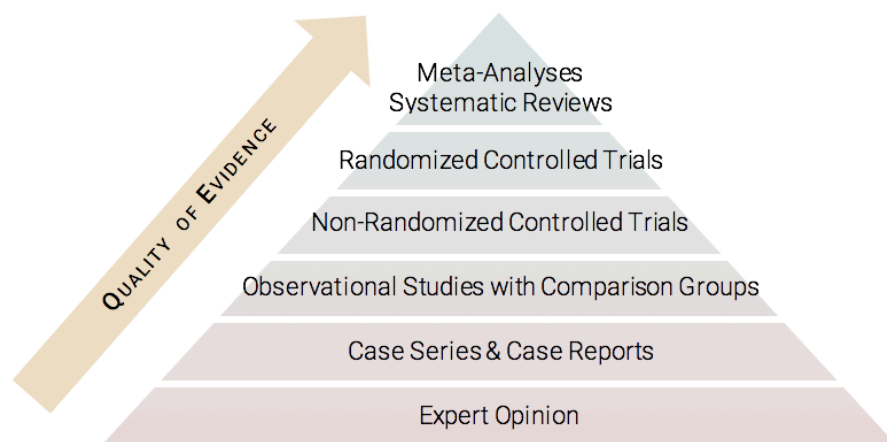 QUALITY OF EVIDENCE
Meta-Analyses
Systematic Reviews
Randomized Controlled Trials
Non-Randomized Controlled Trials
Observational Studies with Comparison Groups
Case Series & Case Reports
Expert Opinion